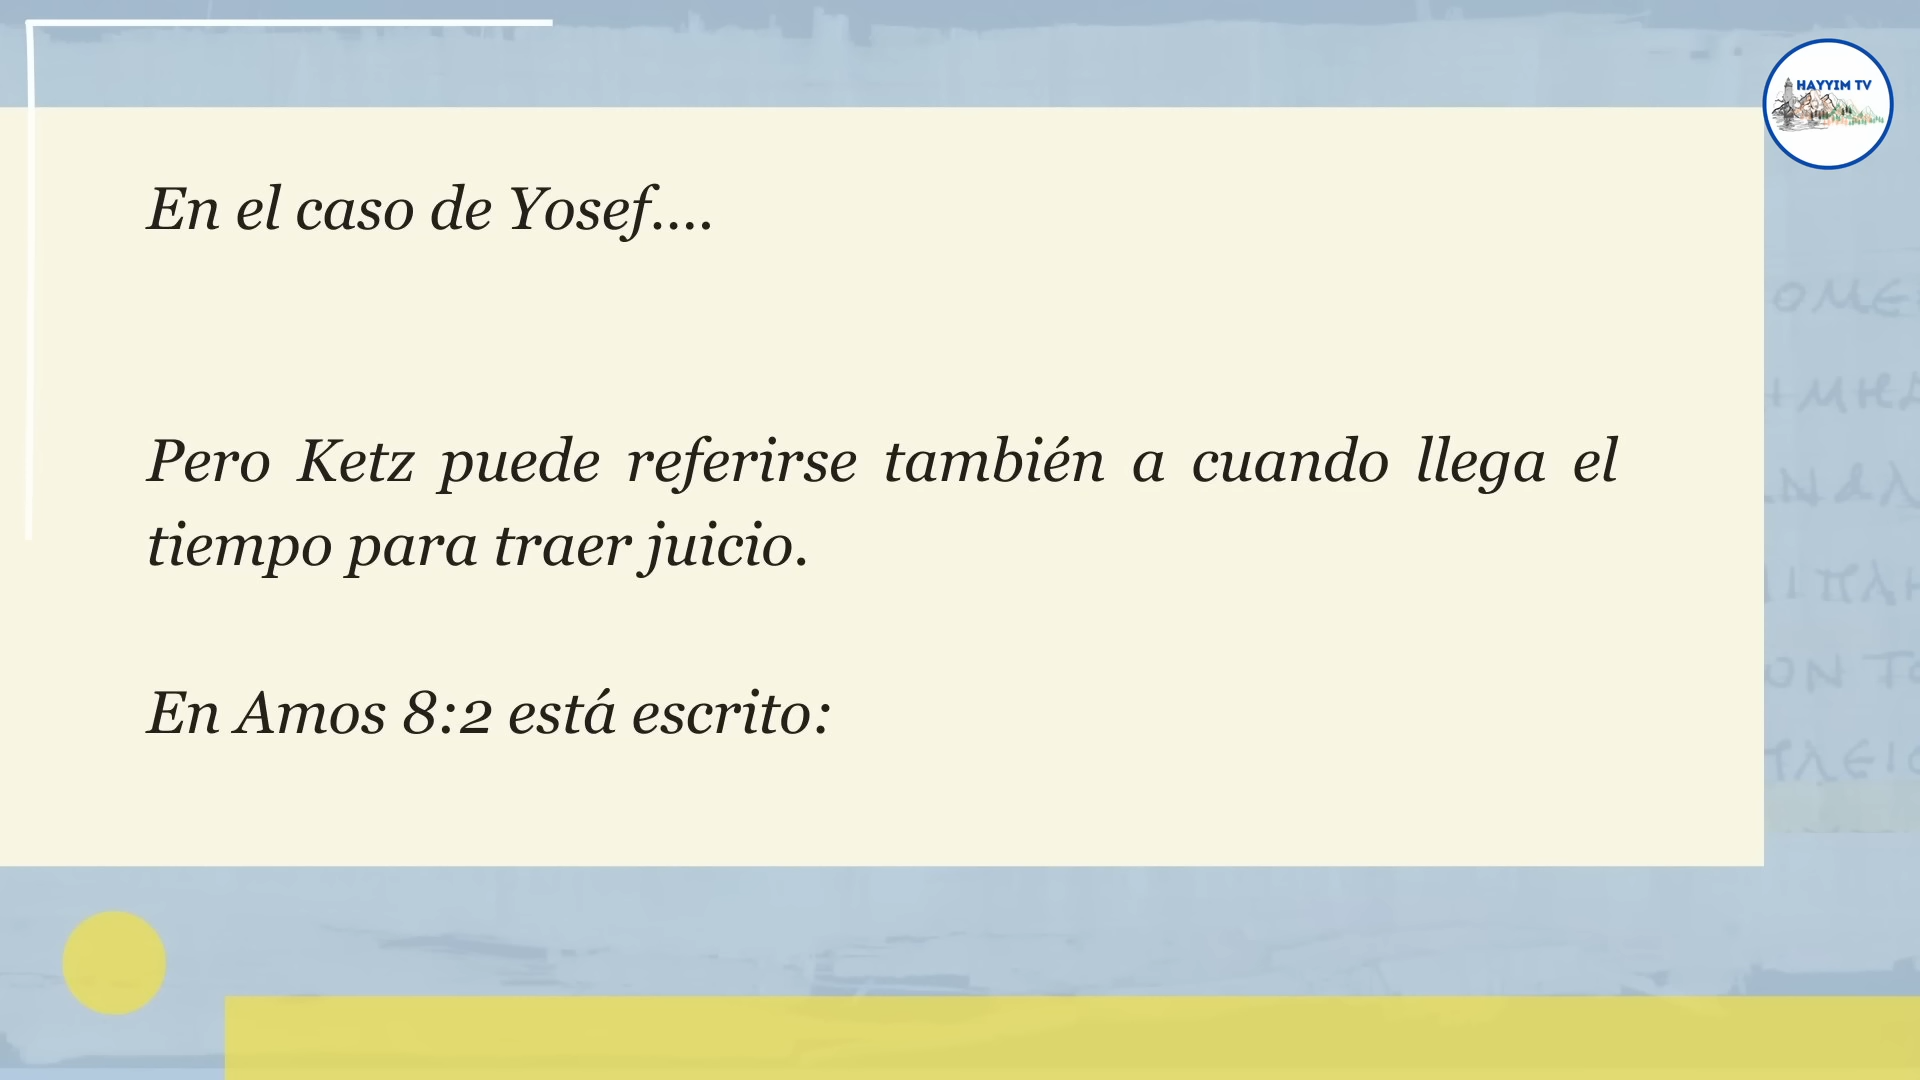 HAYYIM TV
En el caso de Yosef....
Pero Ketz puede referirse también a cuando llega el
tiempo para traer juicio.
En Amos 8:2 está escrito: